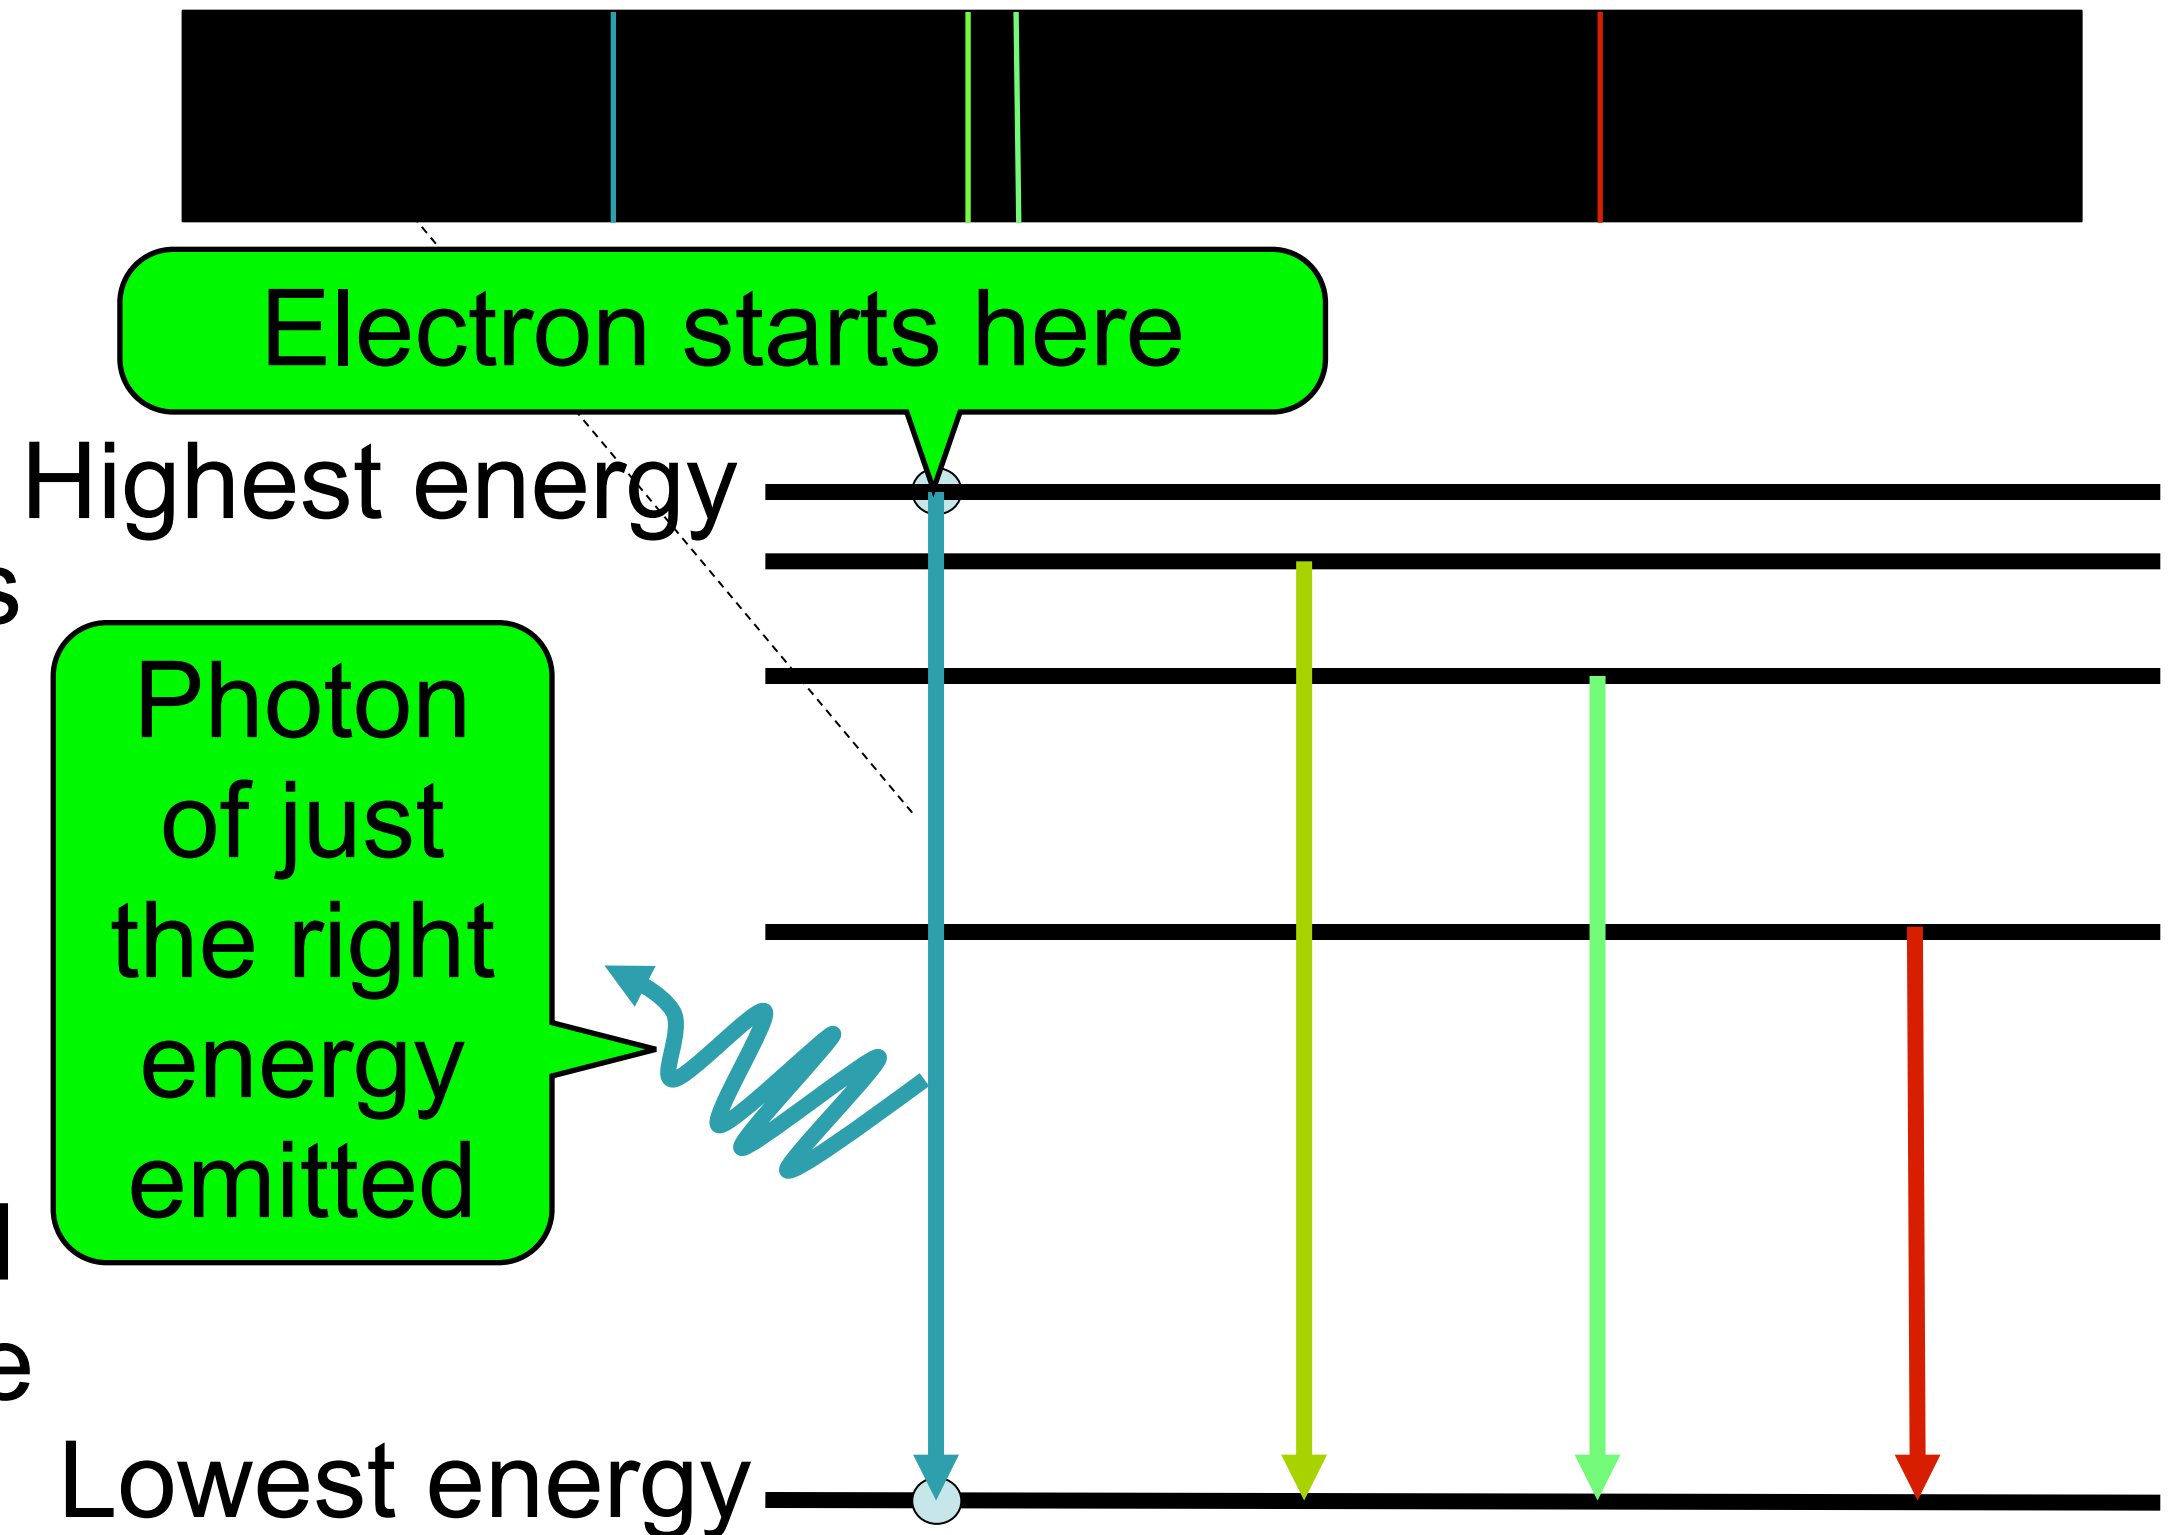 Electron starts here
Highest energy
s
Photon
of just
the right
energy
emitted
l
e
Lowest energy